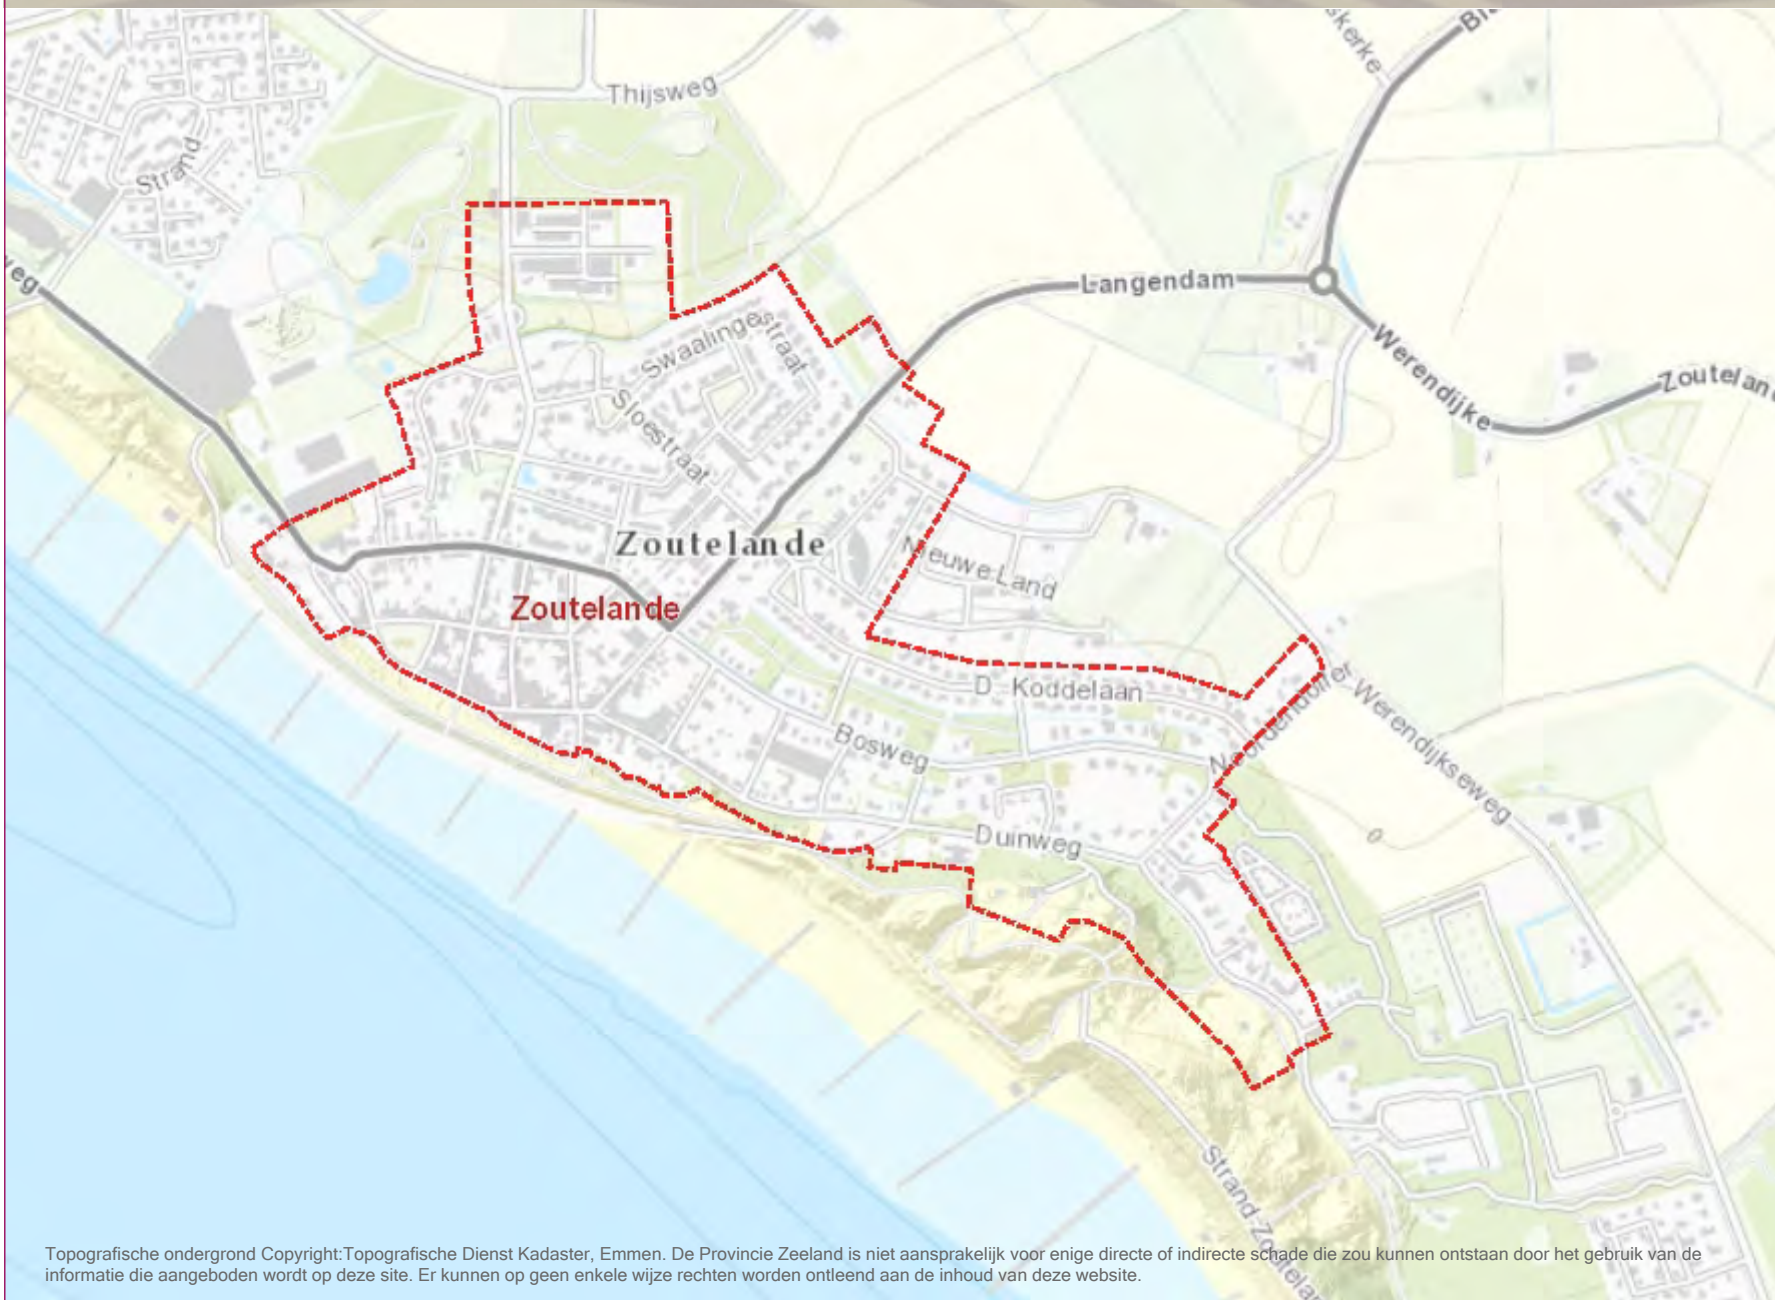 Thijsweg
Strand
Langendam
Werendijke
Swaalinge
straat
Sloestraat
Zoutelande
Nieuwe Land
Zoutelande
D Koddelaan
Bosweg
Werendijkseweg
Duinweg
Topografische ondergrond Copyright:Topografische Dienst Kadaster, Emmen. De Provincie Zeeland is niet aansprakelijk voor enige directe of indirecte schade die zou kunnen ontstaan door het gebruik van de
informatie die aangeboden wordt op deze site. Er kunnen op geen enkele wijze rechten worden ontleend aan de inhoud van deze website.